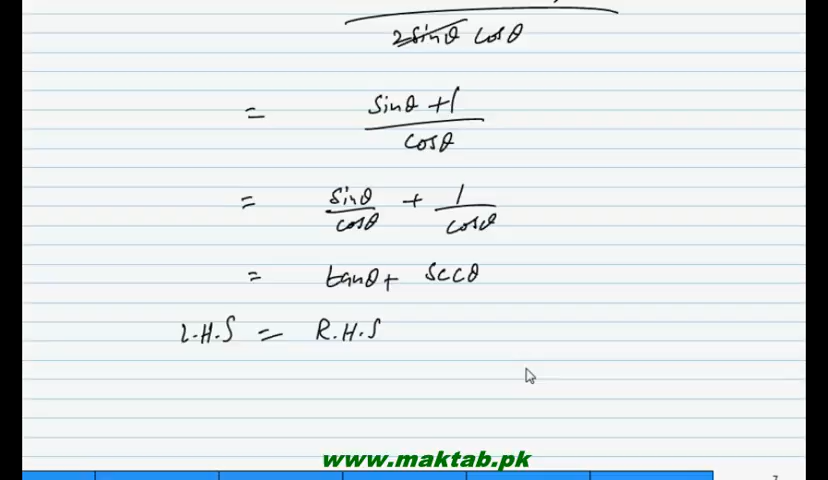 2sinθ cosθ
= sinθ + 1 / cosθ
= sinθ / cosθ + 1 / cosθ
= tanθ + secθ
L.H.S = R.H.S
www.maktab.pk